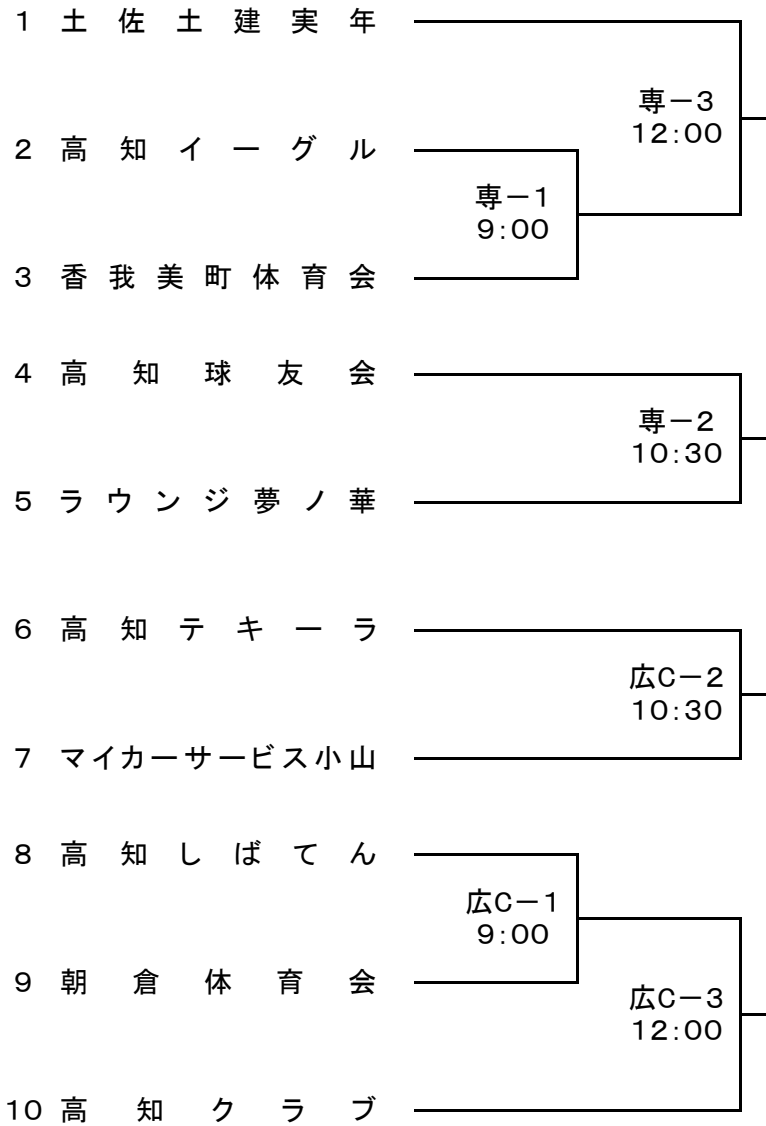 1 土佐土建実年
専－3
12:00
2 高知イーグル
専－1
9:00
3 香我美町体育会
4 高知球友会
専－2
10:30
5 ラウンジ夢ノ華
6 高知テキーラ
広C－2
10:30
7 マイカーサービス小山
8 高知しばてん
広C－1
9:00
9 朝倉体育会
広C－3
12:00
10 高知クラブ